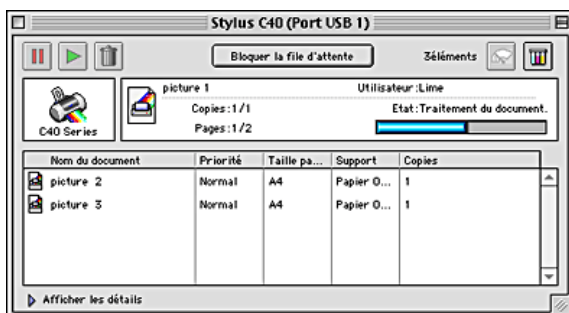 Stylus C40 (Port USB 1)
Bloquer la file d'attente
3éléments
picture 1
Utilisateur :Lime
Copies :1/1
Etat :Traitement du document.
Pages :1/2
C40 Series
Nom du document Priorité Taille pa... Support Copies
picture 2 Normal A4 Papier O... 1
picture 3 Normal A4 Papier O... 1
Afficher les détails